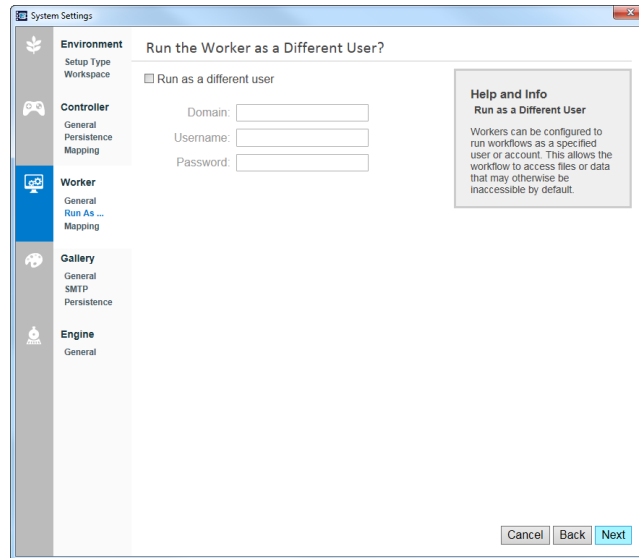 System Settings
Environment
Setup Type
Workspace
Controller
General
Persistence
Mapping
Worker
General
Run As ...
Mapping
Gallery
General
SMTP
Persistence
Engine
General
Run the Worker as a Different User?
Run as a different user
Domain:
Username:
Password:
Help and Info
Run as a Different User
Workers can be configured to
run workflows as a specified
user or account. This allows the
workflow to access files or data
that may otherwise be
inaccessible by default.
Cancel Back Next